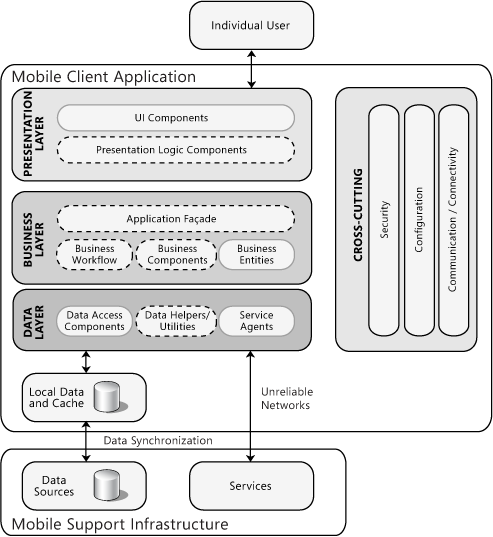 Individual User
Mobile Client Application
PRESENTATION
LAYER
UI Components
Presentation Logic Components
BUSINESS
LAYER
Application Façade
Business
Workflow
Business
Components
Business
Entities
DATA
LAYER
Data Access
Components
Data Helpers/
Utilities
Service
Agents
CROSS-CUTTING
Security
Configuration
Communication / Connectivity
Local Data
and Cache
Unreliable
Networks
Data Synchronization
Data
Sources
Services
Mobile Support Infrastructure